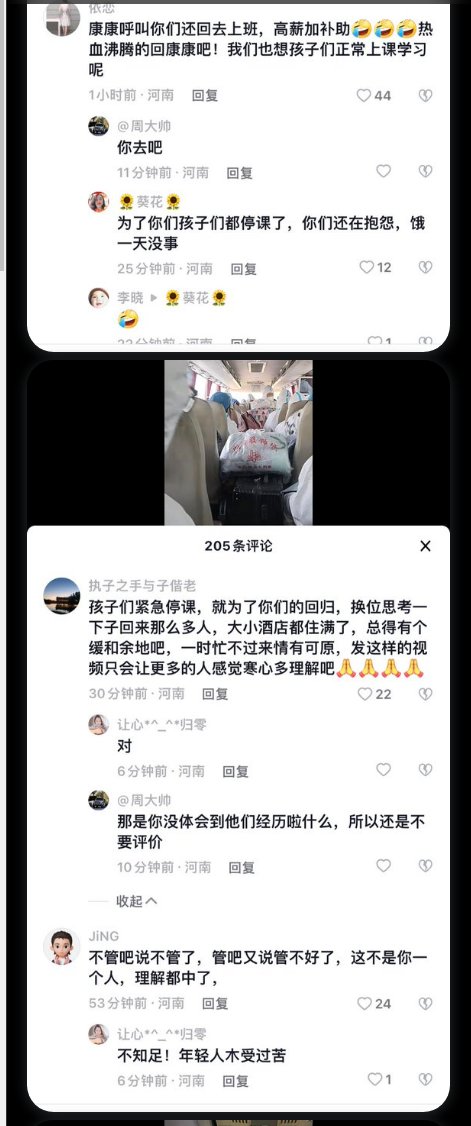 依恋
康康呼叫你们还回去上班，高薪加补助🤣🤣🤣热
血沸腾的回康康吧！我们也想孩子们正常上课学习
呢
1小时前 · 河南 回复 44
@周大帅
你去吧
11分钟前 · 河南 回复
🌻葵花🌻
为了你们孩子们都停课了，你们还在抱怨，饿
一天没事
25分钟前 · 河南 回复 12
李晓 ▸ 🌻葵花🌻
🤣
22分钟前 · 河南 回复 1
205条评论
执子之手与子偕老
孩子们紧急停课，就为了你们的回归，换位思考一
下子回来那么多人，大小酒店都住满了，总得有个
缓和余地吧，一时忙不过来情有可原，发这样的视
频只会让更多的人感觉寒心多理解吧🙏🙏🙏🙏
30分钟前 · 河南 回复 22
让心*^_^*归零
对
6分钟前 · 河南 回复
@周大帅
那是你没体会到他们经历啦什么，所以还是不
要评价
10分钟前 · 河南 回复
收起
JiNG
不管吧说不管了，管吧又说管不好了，这不是你一
个人，理解都中了，
53分钟前 · 河南 回复 24
让心*^_^*归零
不知足！年轻人木受过苦
6分钟前 · 河南 回复 1